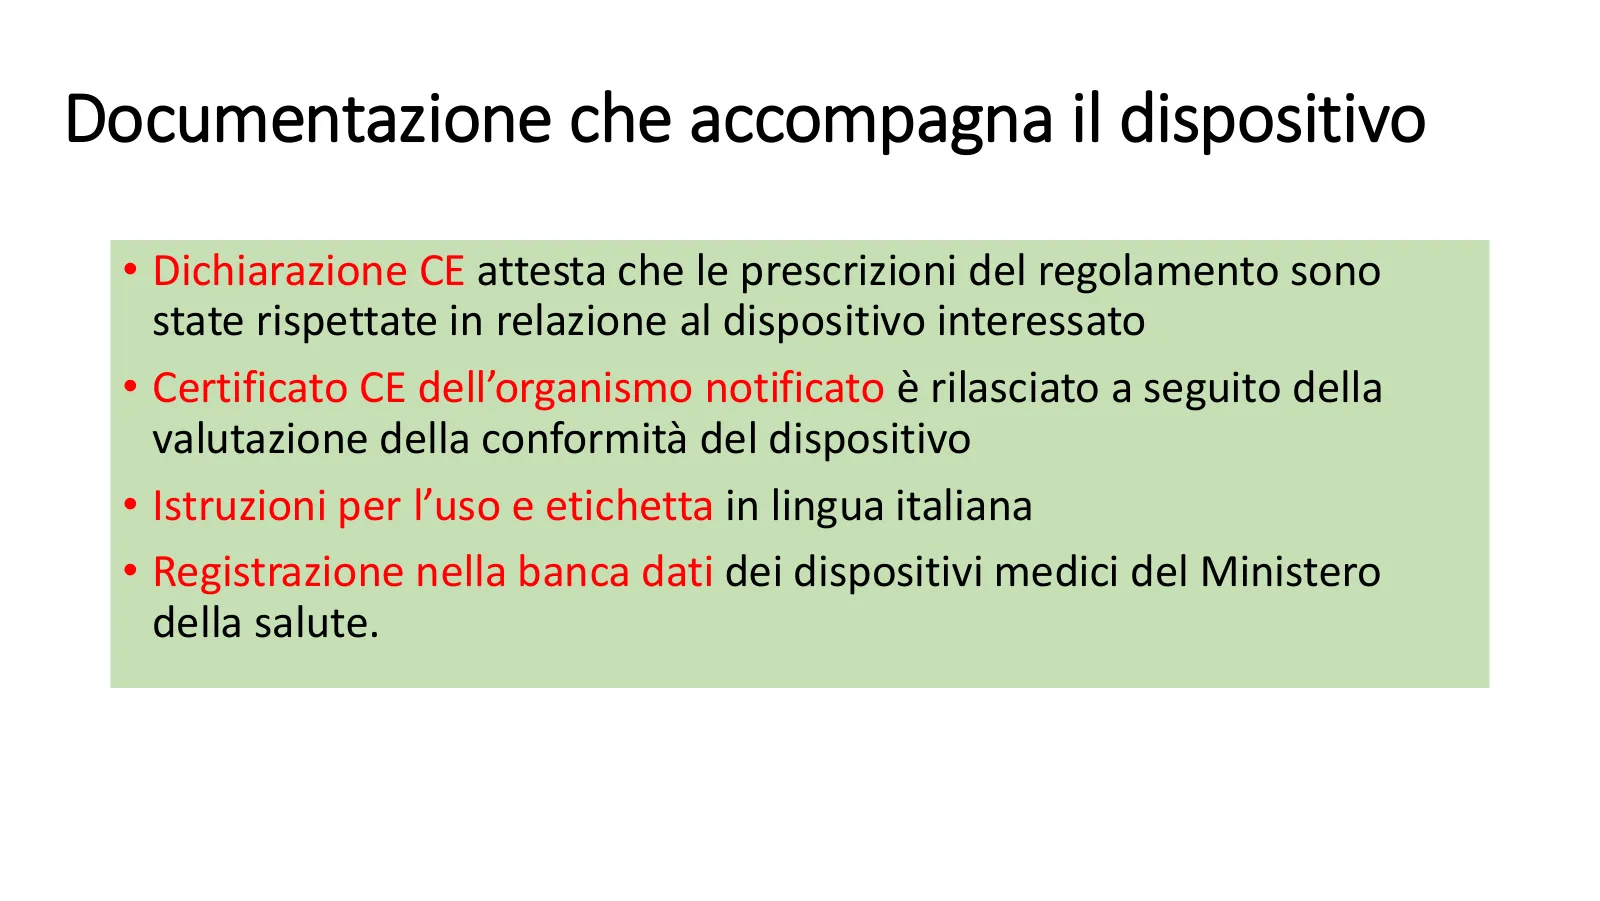 Documentazione che accompagna il dispositivo
• Dichiarazione CE attesta che le prescrizioni del regolamento sono
state rispettate in relazione al dispositivo interessato
• Certificato CE dell’organismo notificato è rilasciato a seguito della
valutazione della conformità del dispositivo
• Istruzioni per l’uso e etichetta in lingua italiana
• Registrazione nella banca dati dei dispositivi medici del Ministero
della salute.